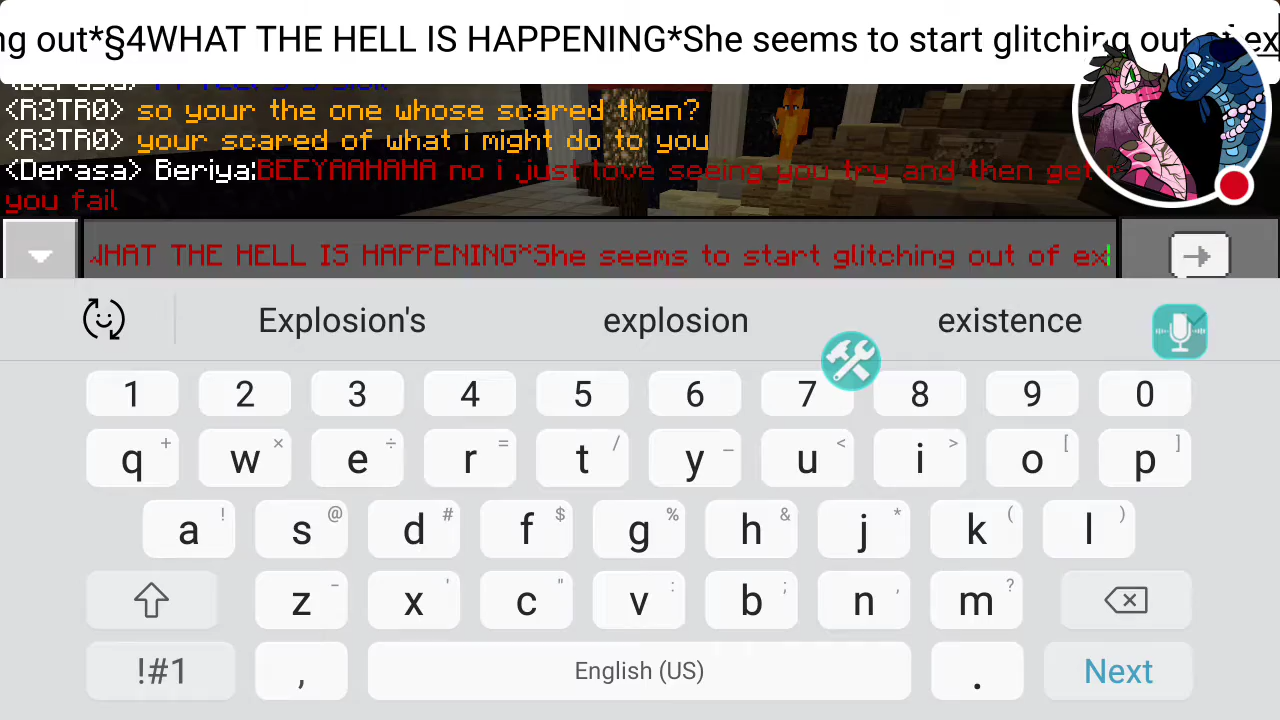 ng out*§4WHAT THE HELL IS HAPPENING*She seems to start glitching out of ex
<R3TR0> so your the one whose scared then?
<R3TR0> your scared of what i might do to you
<Derasa> Beriya:BEEYAAHAHA no i just love seeing you try and then get
you fail
WHAT THE HELL IS HAPPENING*She seems to start glitching out of ex
Explosion's explosion existence
1 2 3 4 5 6 7 8 9 0
q + w × e ÷ r = t / y _ u < i > o [ p ]
a ! s @ d # f $ g % h & j * k ( l )
z - x ' c " v : b ; n , m ?
!#1 , English (US) . Next